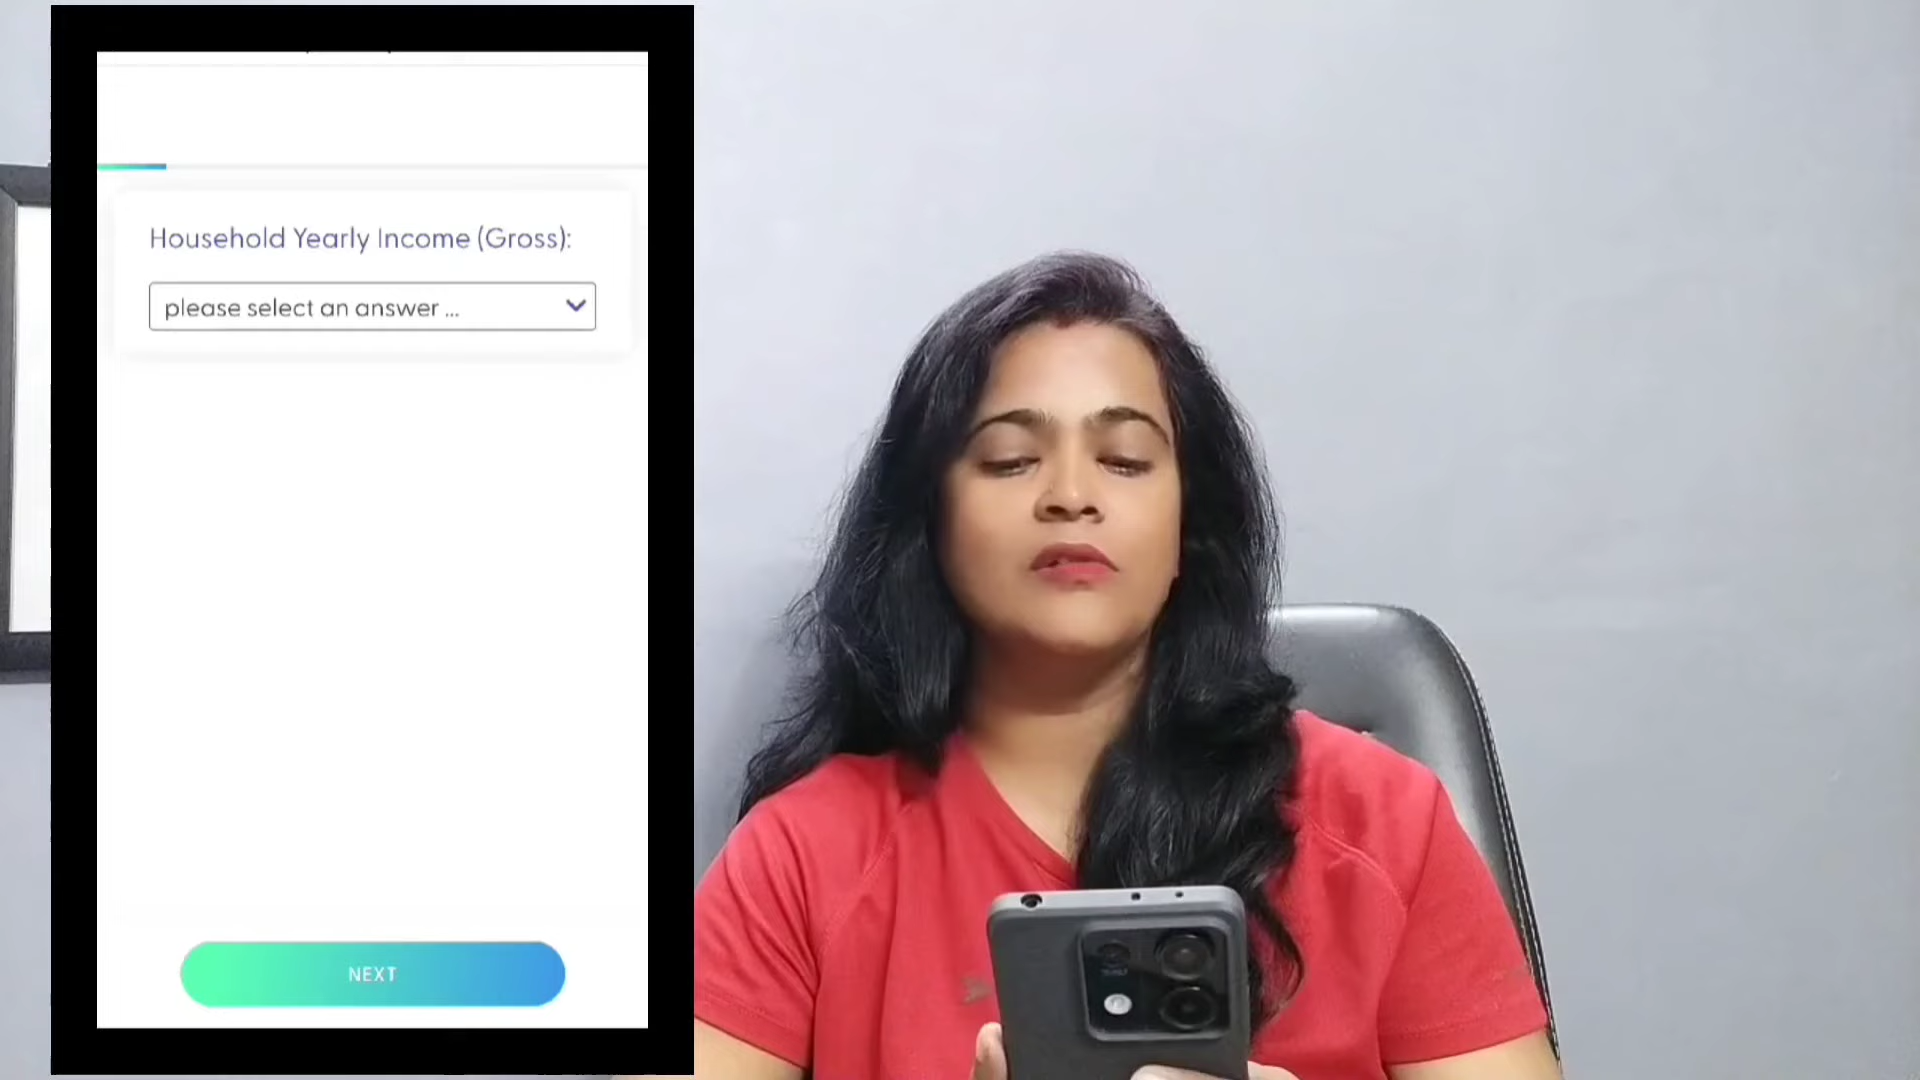 Household Yearly Income (Gross):
please select an answer ...
NEXT